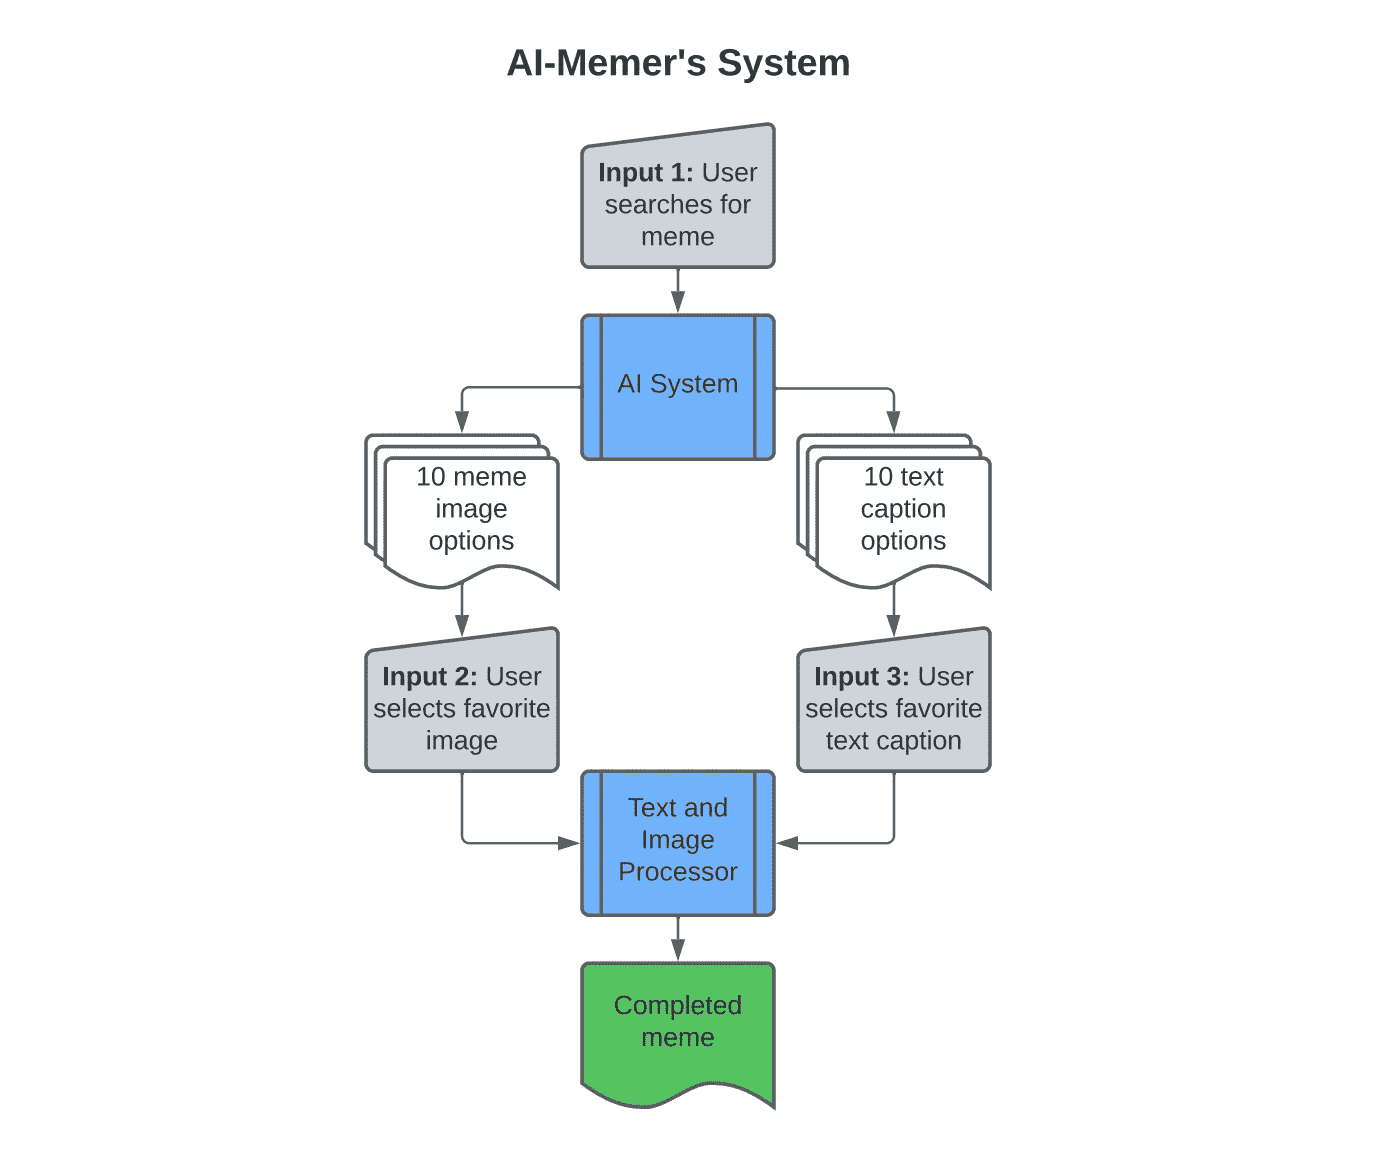 AI-Memer's System
Input 1: User
searches for
meme
AI System
10 meme
image
options
10 text
caption
options
Input 2: User
selects favorite
image
Input 3: User
selects favorite
text caption
Text and
Image
Processor
Completed
meme